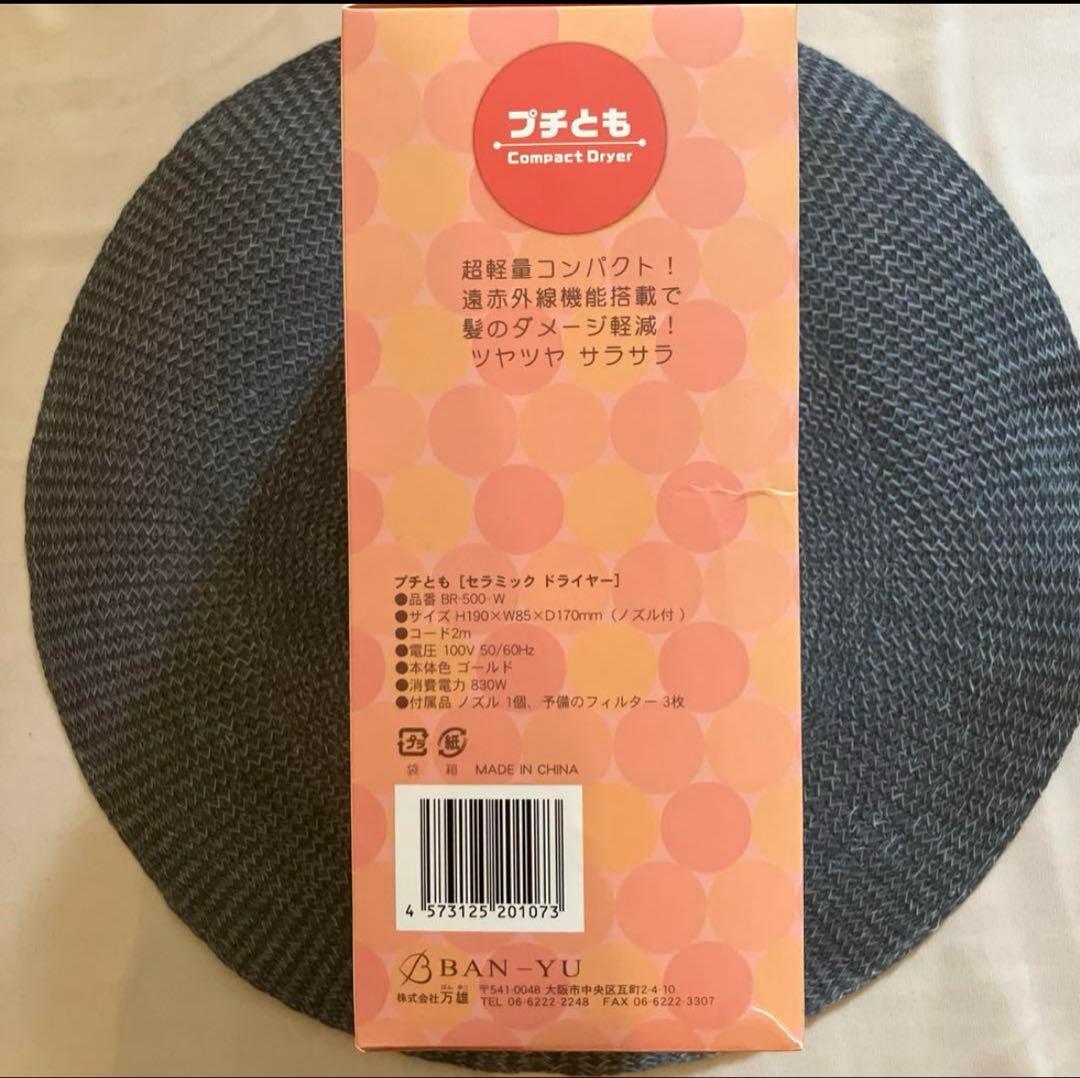 プチとも
Compact Dryer
超軽量コンパクト！
遠赤外線機能搭載で
髪のダメージ軽減！
ツヤツヤ サラサラ
プチとも［セラミック ドライヤー］
●品番 BR-500-W
●サイズ H190×W85×D170mm（ノズル付 ）
●コード2m
●電圧 100V 50/60Hz
●本体色 ゴールド
●消費電力 830W
●付属品 ノズル 1個、予備のフィルター 3枚
プラ 紙
袋 箱 MADE IN CHINA
4 573125 201073
B BAN-YU
ばん ゆう
株式会社 万雄 〒541-0048 大阪市中央区瓦町2-4-10
TEL 06-6222-2248 FAX 06-6222-3307